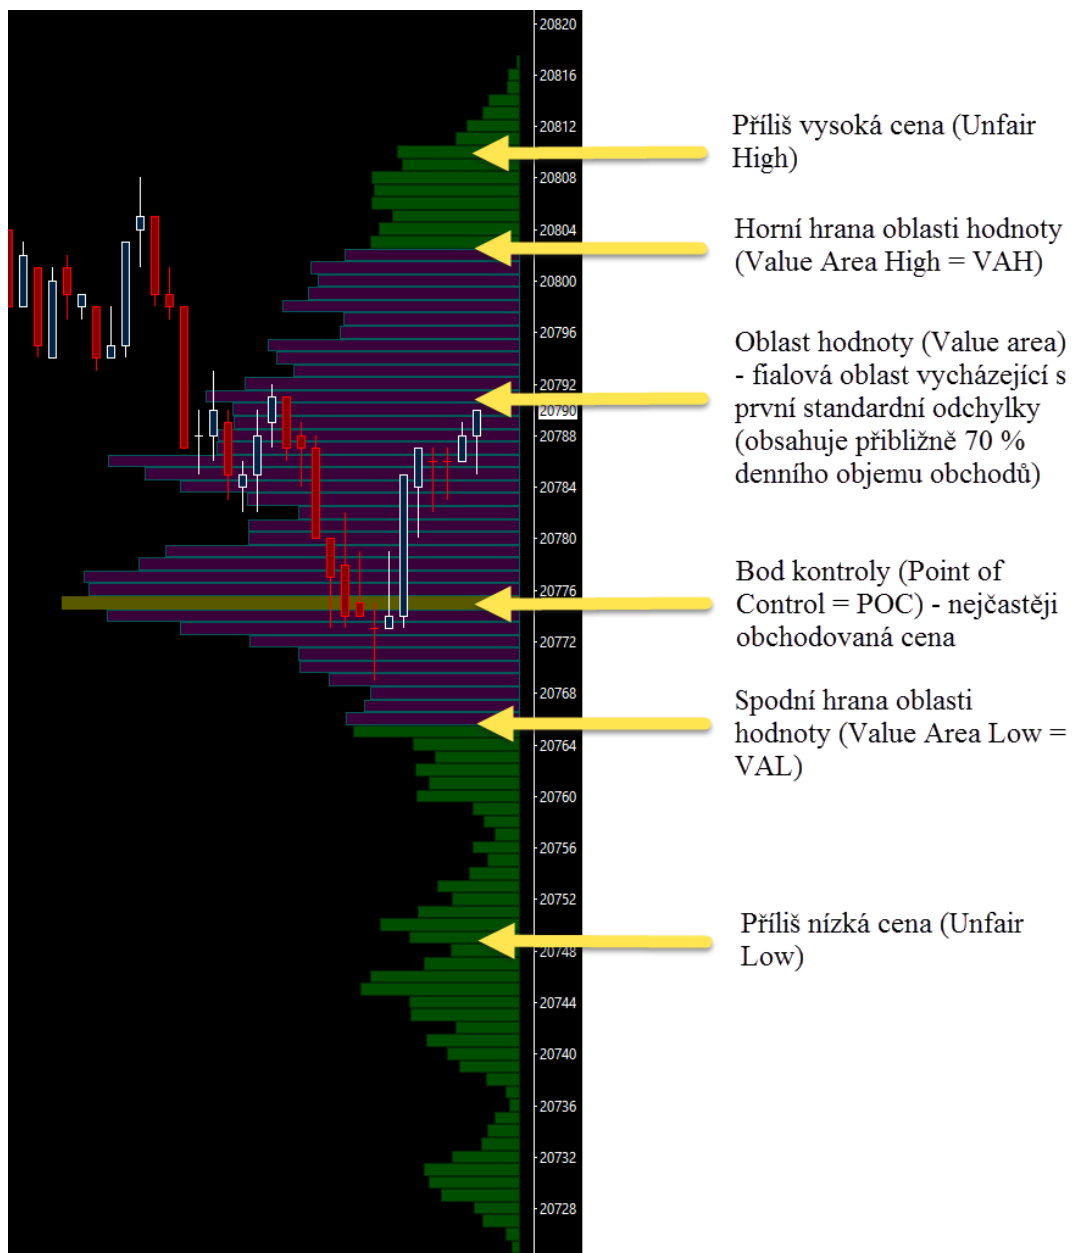 20820
20816
20812
Příliš vysoká cena (Unfair
High)
20808
20804
Horní hrana oblasti hodnoty
(Value Area High = VAH)
20800
20796
Oblast hodnoty (Value area)
- fialová oblast vycházející s
první standardní odchylky
(obsahuje přibližně 70 %
denního objemu obchodů)
20792
20790
20788
20784
20780
20776
Bod kontroly (Point of
Control = POC) - nejčastěji
obchodovaná cena
20772
20768
Spodní hrana oblasti
hodnoty (Value Area Low =
VAL)
20764
20760
20756
20752
Příliš nízká cena (Unfair
Low)
20748
20744
20740
20736
20732
20728